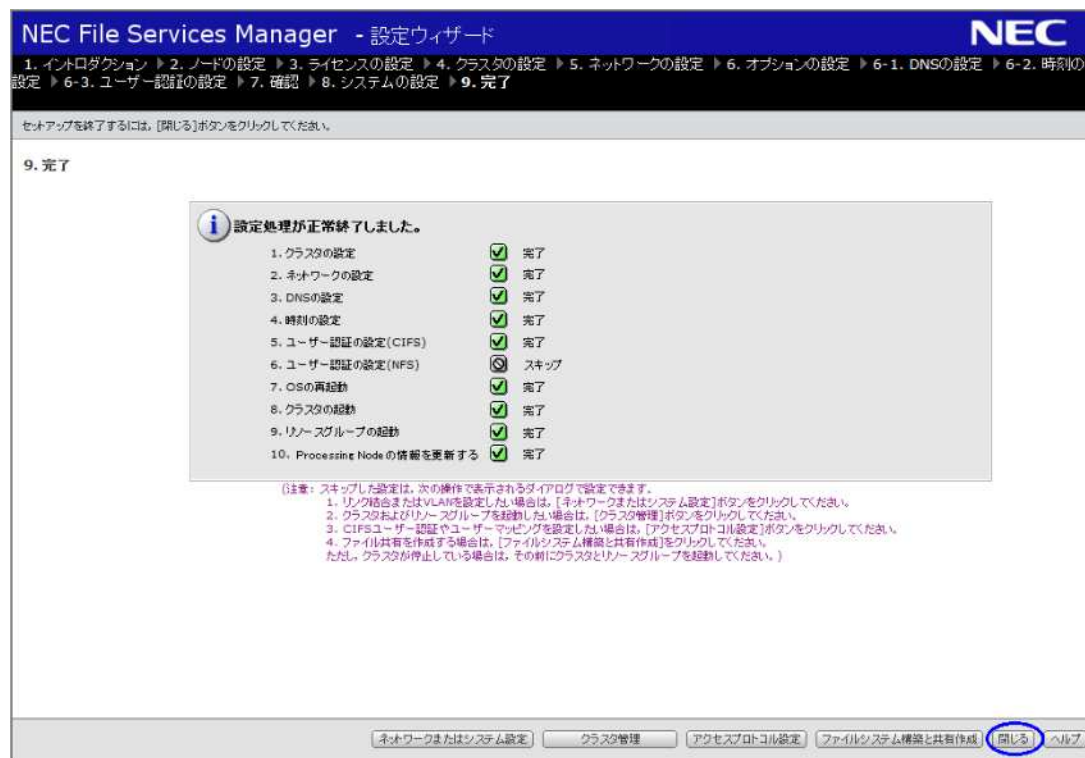 NEC File Services Manager - 設定ウィザード
NEC
1. イントロダクション ▶ 2. ノードの設定 ▶ 3. ライセンスの設定 ▶ 4. クラスタの設定 ▶ 5. ネットワークの設定 ▶ 6. オプションの設定 ▶ 6-1. DNSの設定 ▶ 6-2. 時刻の
設定 ▶ 6-3. ユーザー認証の設定 ▶ 7. 確認 ▶ 8. システムの設定 ▶ 9. 完了
セットアップを終了するには、[閉じる]ボタンをクリックしてください。
9. 完了
設定処理が正常終了しました。
1. クラスタの設定 完了
2. ネットワークの設定 完了
3. DNSの設定 完了
4. 時刻の設定 完了
5. ユーザー認証の設定(CIFS) 完了
6. ユーザー認証の設定(NFS) スキップ
7. OSの再起動 完了
8. クラスタの起動 完了
9. リソースグループの起動 完了
10. Processing Nodeの情報を更新する 完了
(注意: スキップした設定は、次の操作で表示されるダイアログで設定できます。
1. リンク結合またはVLANを設定したい場合は、[ネットワークまたはシステム設定]ボタンをクリックしてください。
2. クラスタおよびリソースグループを起動したい場合は、[クラスタ管理]ボタンをクリックしてください。
3. CIFSユーザー認証やユーザーマッピングを設定したい場合は、[アクセスプロトコル設定]ボタンをクリックしてください。
4. ファイル共有を作成する場合は、[ファイルシステム構築と共有作成]をクリックしてください。
ただし、クラスタが停止している場合は、その前にクラスタとリソースグループを起動してください。)
ネットワークまたはシステム設定 クラスタ管理 アクセスプロトコル設定 ファイルシステム構築と共有作成 閉じる ヘルプ